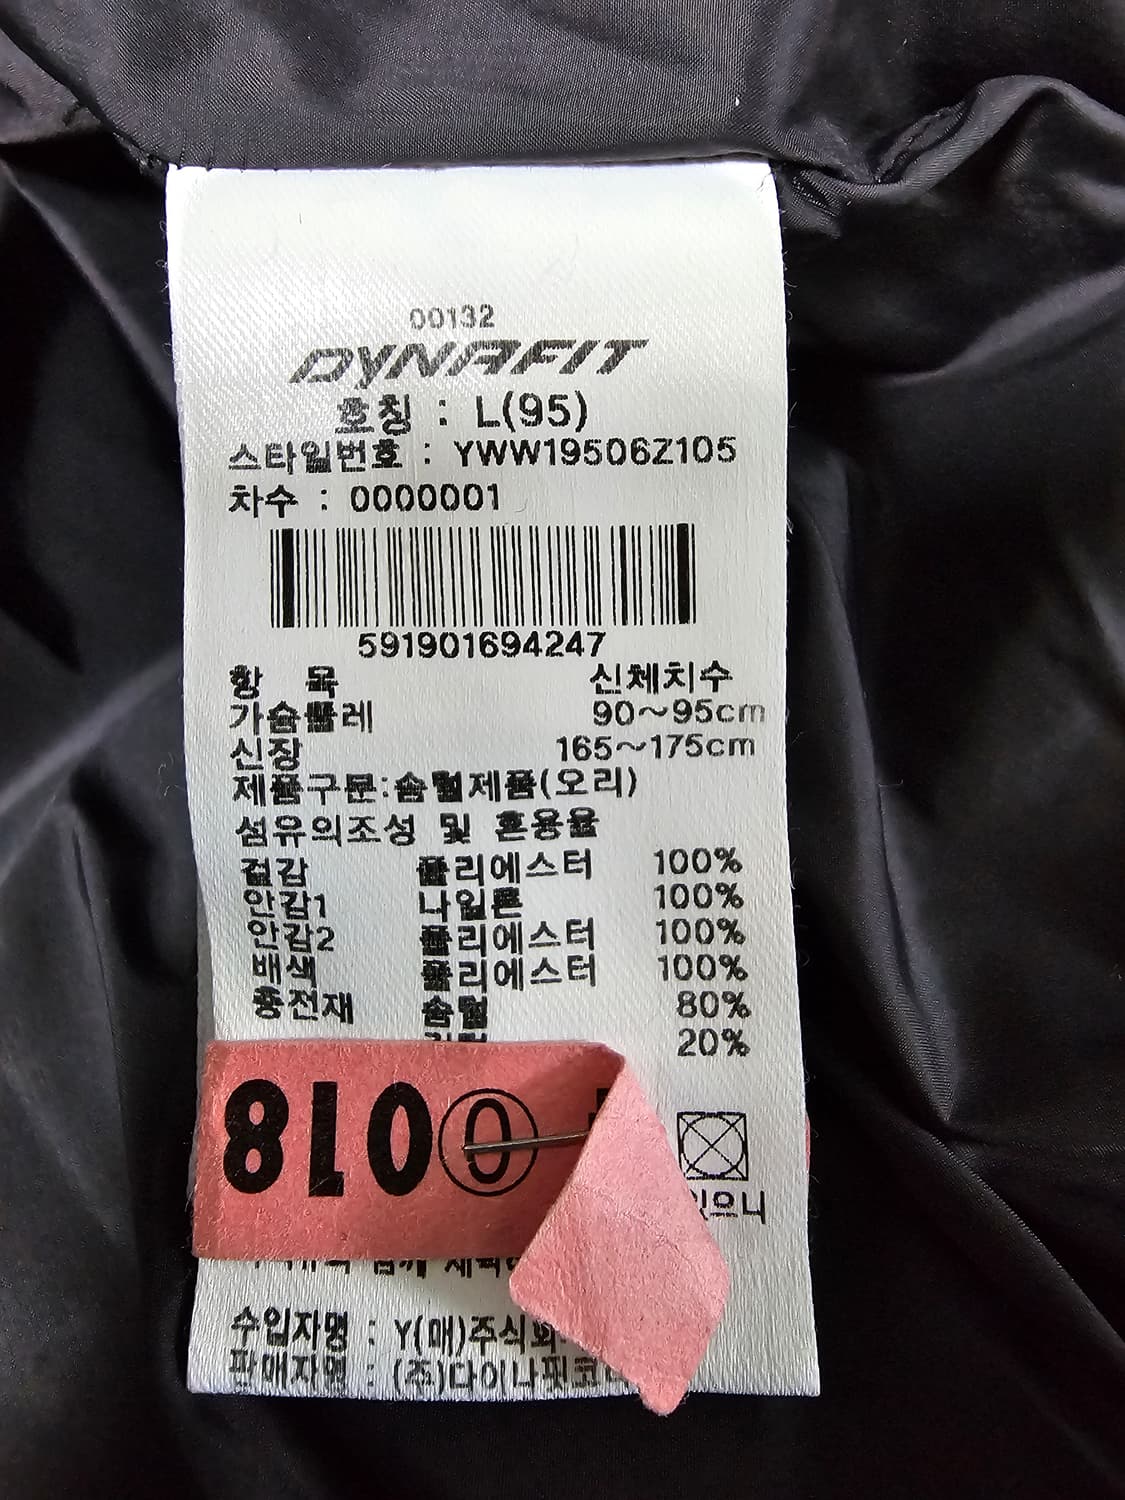 00132
DYNAFIT
호칭 : L(95)
스타일번호 : YWW19506Z105
차수 : 0000001
591901694247
항 목 신체치수
가슴둘레 90~95cm
신장 165~175cm
제품구분:솜털제품(오리)
섬유의조성 및 혼용율
겉감 폴리에스터 100%
안감1 나일론 100%
안감2 폴리에스터 100%
배색 폴리에스터 100%
충전재 솜털 80%
20%
0018
있으니
함께
수입자명 : Y(매)주식회
판매자명 : (주)다이나핏코